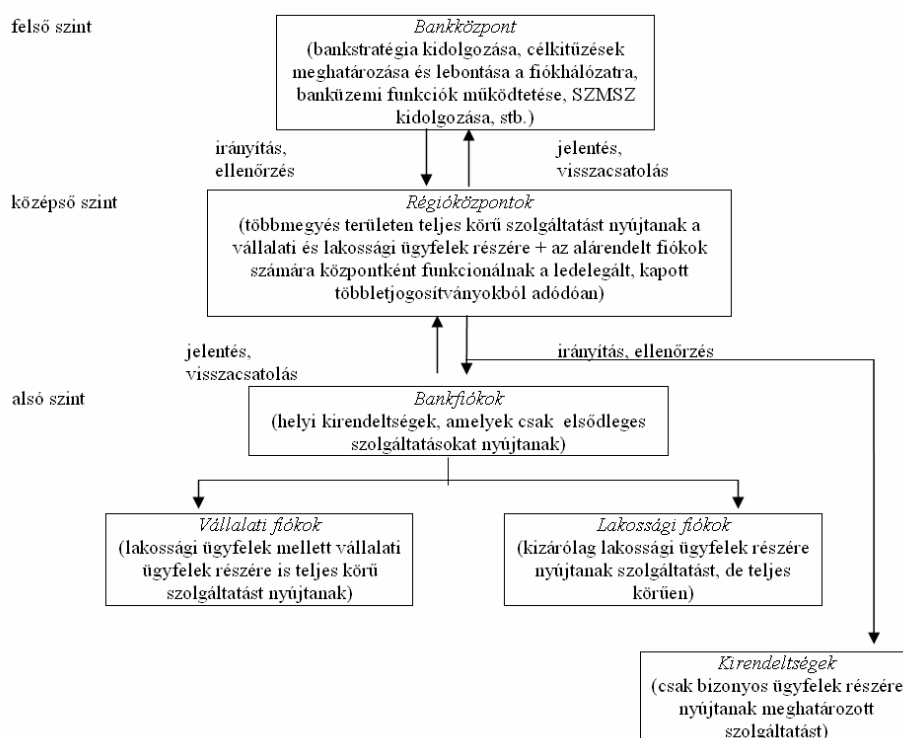 felső szint
Bankközpont
(bankstratégia kidolgozása, célkitűzések
meghatározása és lebontása a fiókhálózatra,
banküzemi funkciók működtetése, SZMSZ
kidolgozása, stb.)
irányítás,
ellenőrzés
jelentés,
visszacsatolás
középső szint
Régióközpontok
(többmegyés területen teljes körű szolgáltatást nyújtanak a
vállalati és lakossági ügyfelek részére + az alárendelt fiókok
számára központként funkcionálnak a ledelegált, kapott
többletjogosítványokból adódóan)
jelentés,
visszacsatolás
irányítás, ellenőrzés
alsó szint
Bankfiókok
(helyi kirendeltségek, amelyek csak elsődleges
szolgáltatásokat nyújtanak)
Vállalati fiókok
(lakossági ügyfelek mellett vállalati
ügyfelek részére is teljes körű
szolgáltatást nyújtanak)
Lakossági fiókok
(kizárólag lakossági ügyfelek részére
nyújtanak szolgáltatást, de teljes
körűen)
Kirendeltségek
(csak bizonyos ügyfelek részére
nyújtanak meghatározott
szolgáltatást)